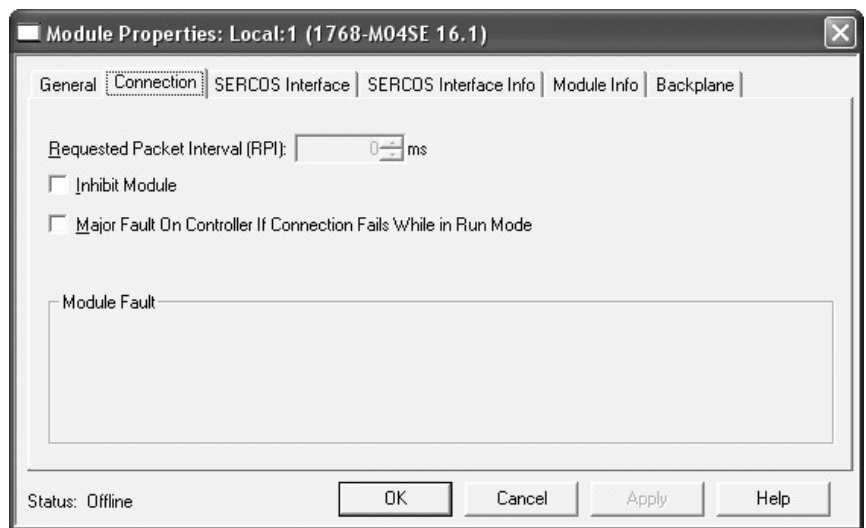 Module Properties: Local:1 (1768-M04SE 16.1)
General Connection SERCOS Interface SERCOS Interface Info Module Info Backplane
Requested Packet Interval (RPI): 0 ms
Inhibit Module
Major Fault On Controller If Connection Fails While in Run Mode
Module Fault
Status: Offline OK Cancel Apply Help